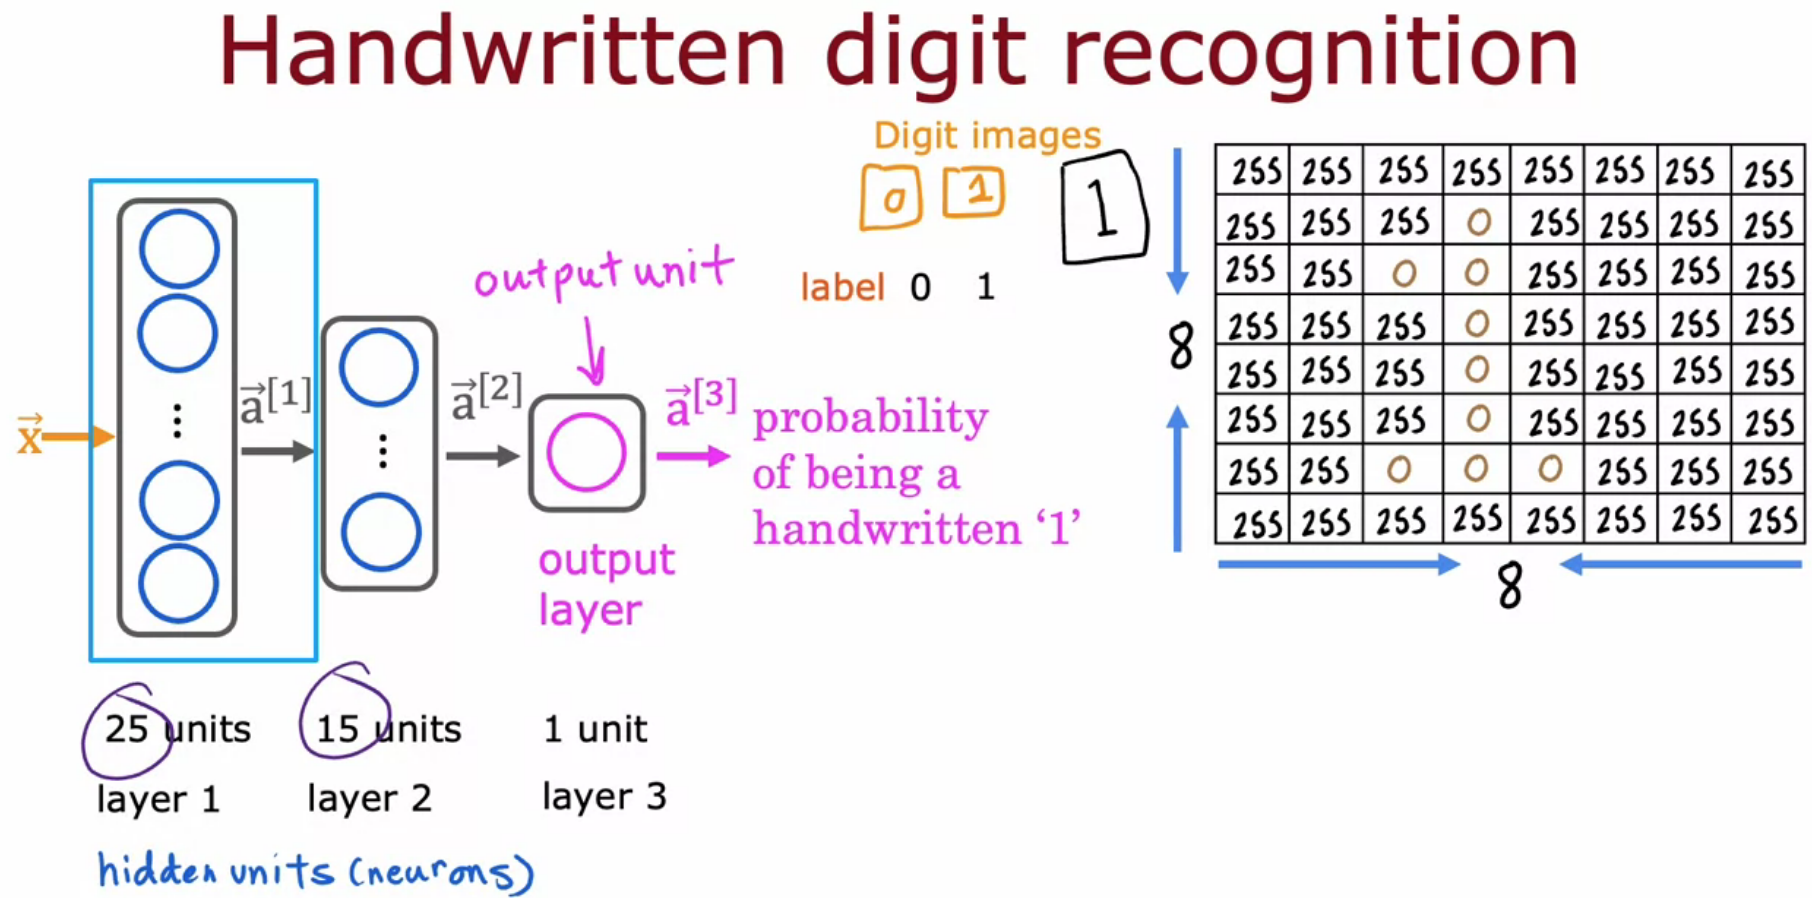 Handwritten digit recognition
Digit images
0 1 1
label 0 1
output unit
x⃗
a⃗[1]
a⃗[2]
a⃗[3]
probability
of being a
handwritten ‘1’
output
layer
25 units 15 units 1 unit
layer 1 layer 2 layer 3
hidden units (neurons)
255 255 255 255 255 255 255 255
255 255 255 0 255 255 255 255
255 255 0 0 255 255 255 255
255 255 255 0 255 255 255 255
255 255 255 0 255 255 255 255
255 255 255 0 255 255 255 255
255 255 0 0 0 255 255 255
255 255 255 255 255 255 255 255
8
8